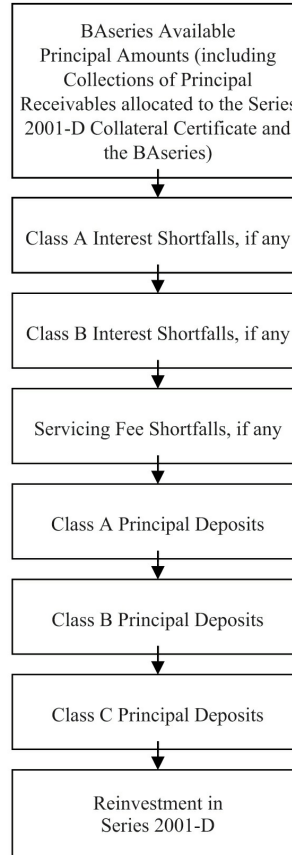 BAseries Available
Principal Amounts (including
Collections of Principal
Receivables allocated to the Series
2001-D Collateral Certificate and
the BAseries)
Class A Interest Shortfalls, if any
Class B Interest Shortfalls, if any
Servicing Fee Shortfalls, if any
Class A Principal Deposits
Class B Principal Deposits
Class C Principal Deposits
Reinvestment in
Series 2001-D